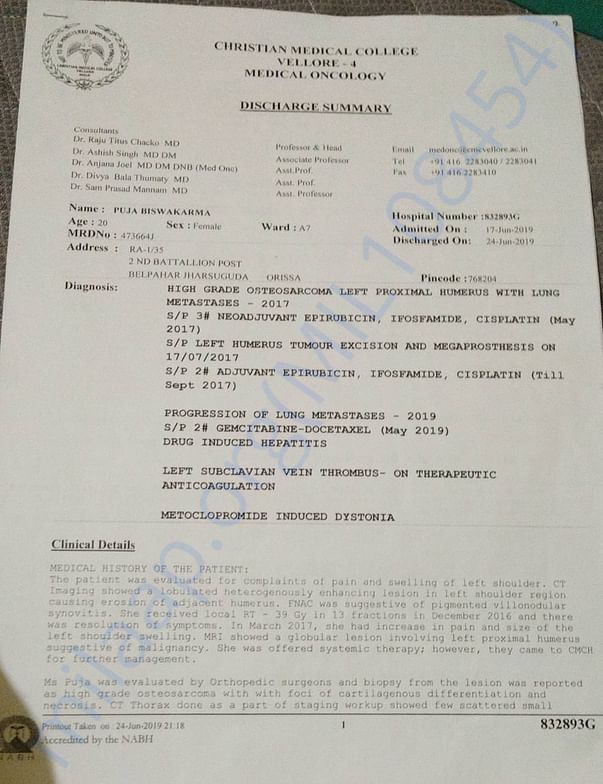 CHRISTIAN MEDICAL COLLEGE
VELLORE - 4
MEDICAL ONCOLOGY
DISCHARGE SUMMARY
Consultants
Dr. Raju Titus Chacko MD Professor & Head Email medonc@cmcvellore.ac.in
Dr. Ashish Singh MD DM Associate Professor Tel +91 416 2283040 / 2283041
Dr. Anjana Joel MD DM DNB (Med Onc) Asst.Prof. Fax +91 416 2283410
Dr. Divya Bala Thumaty MD Asst. Prof.
Dr. Sam Prasad Mannam MD Asst. Professor
Name : PUJA BISWAKARMA Hospital Number :832893G
Age : 20 Sex : Female Ward : A7 Admitted On : 17-Jun-2019
MRDNo : 473664J Discharged On: 24-Jun-2019
Address : RA-1/35
2 ND BATTALLION POST
BELPAHAR JHARSUGUDA ORISSA Pincode :768204
Diagnosis: HIGH GRADE OSTEOSARCOMA LEFT PROXIMAL HUMERUS WITH LUNG
METASTASES - 2017
S/P 3# NEOADJUVANT EPIRUBICIN, IFOSFAMIDE, CISPLATIN (May
2017)
S/P LEFT HUMERUS TUMOUR EXCISION AND MEGAPROSTHESIS ON
17/07/2017
S/P 2# ADJUVANT EPIRUBICIN, IFOSFAMIDE, CISPLATIN (Till
Sept 2017)
PROGRESSION OF LUNG METASTASES - 2019
S/P 2# GEMCITABINE-DOCETAXEL (May 2019)
DRUG INDUCED HEPATITIS
LEFT SUBCLAVIAN VEIN THROMBUS- ON THERAPEUTIC
ANTICOAGULATION
METOCLOPROMIDE INDUCED DYSTONIA
Clinical Details
MEDICAL HISTORY OF THE PATIENT:
The patient was evaluated for complaints of pain and swelling of left shoulder. CT
Imaging showed a lobulated heterogenously enhancing lesion in left shoulder region
causing erosion of adjacent humerus. FNAC was suggestive of pigmented villonodular
synovitis. She received local RT - 39 Gy in 13 fractions in December 2016 and there
was resolution of symptoms. In March 2017, she had increase in pain and size of the
left shoulder swelling. MRI showed a globular lesion involving left proximal humerus
suggestive of malignancy. She was offered systemic therapy; however, they came to CMCH
for further management.
Ms Puja was evaluated by Orthopedic surgeons and biopsy from the lesion was reported
as high grade osteosarcoma with with foci of cartilagenous differentiation and
necrosis. CT Thorax done as a part of staging workup showed few scattered small
Printout Taken on : 24-Jun-2019 21:18 1 832893G
Accredited by the NABH
NABH
milaap.org(MIL108454)